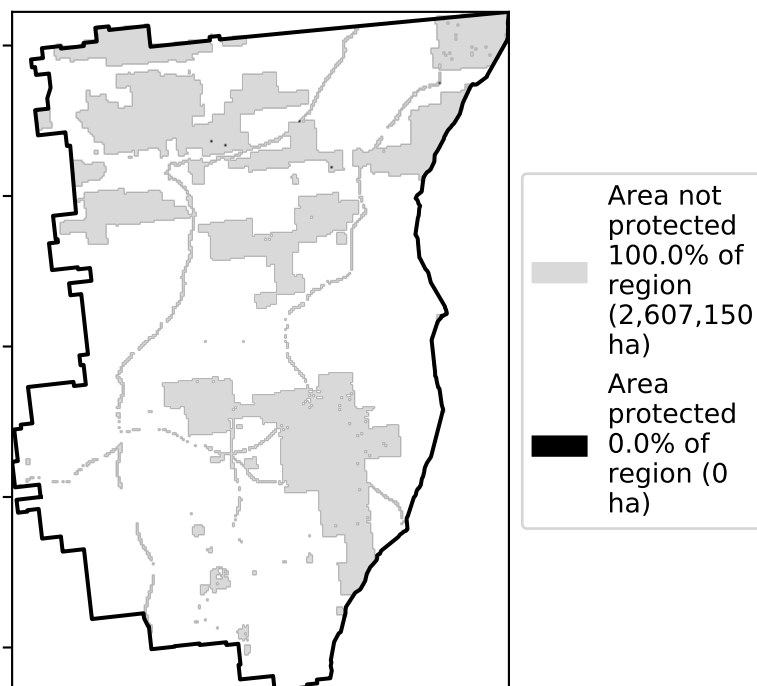 Area not
protected
100.0% of
region
(2,607,150
ha)
Area
protected
0.0% of
region (0
ha)